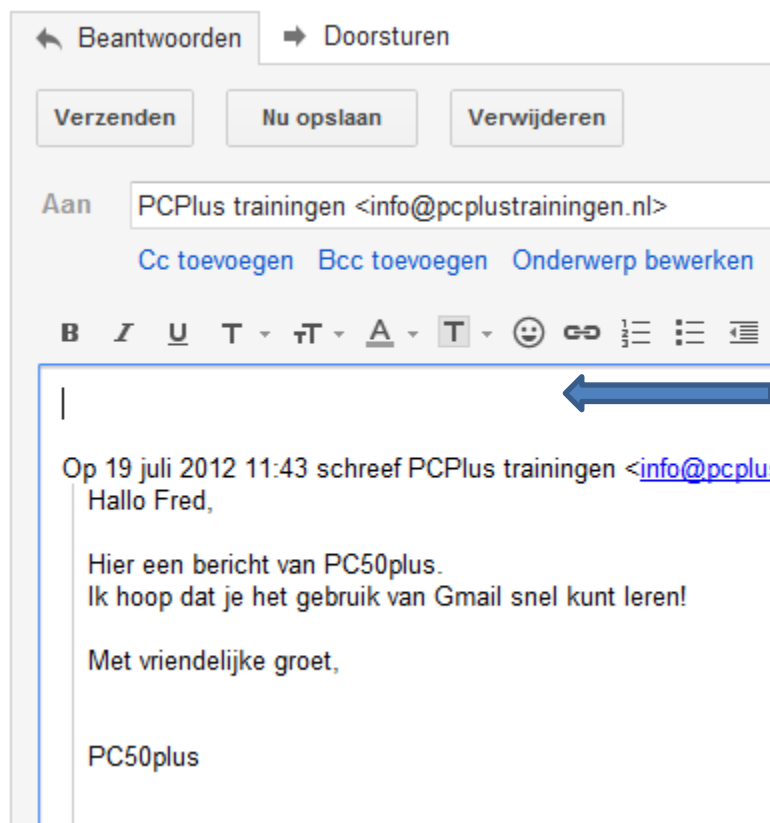 Beantwoorden Doorsturen
Verzenden Nu opslaan Verwijderen
Aan PCPlus trainingen <info@pcplustrainingen.nl>
Cc toevoegen Bcc toevoegen Onderwerp bewerken
B I U T T A T
Op 19 juli 2012 11:43 schreef PCPlus trainingen <info@pcplus
Hallo Fred,
Hier een bericht van PC50plus.
Ik hoop dat je het gebruik van Gmail snel kunt leren!
Met vriendelijke groet,
PC50plus